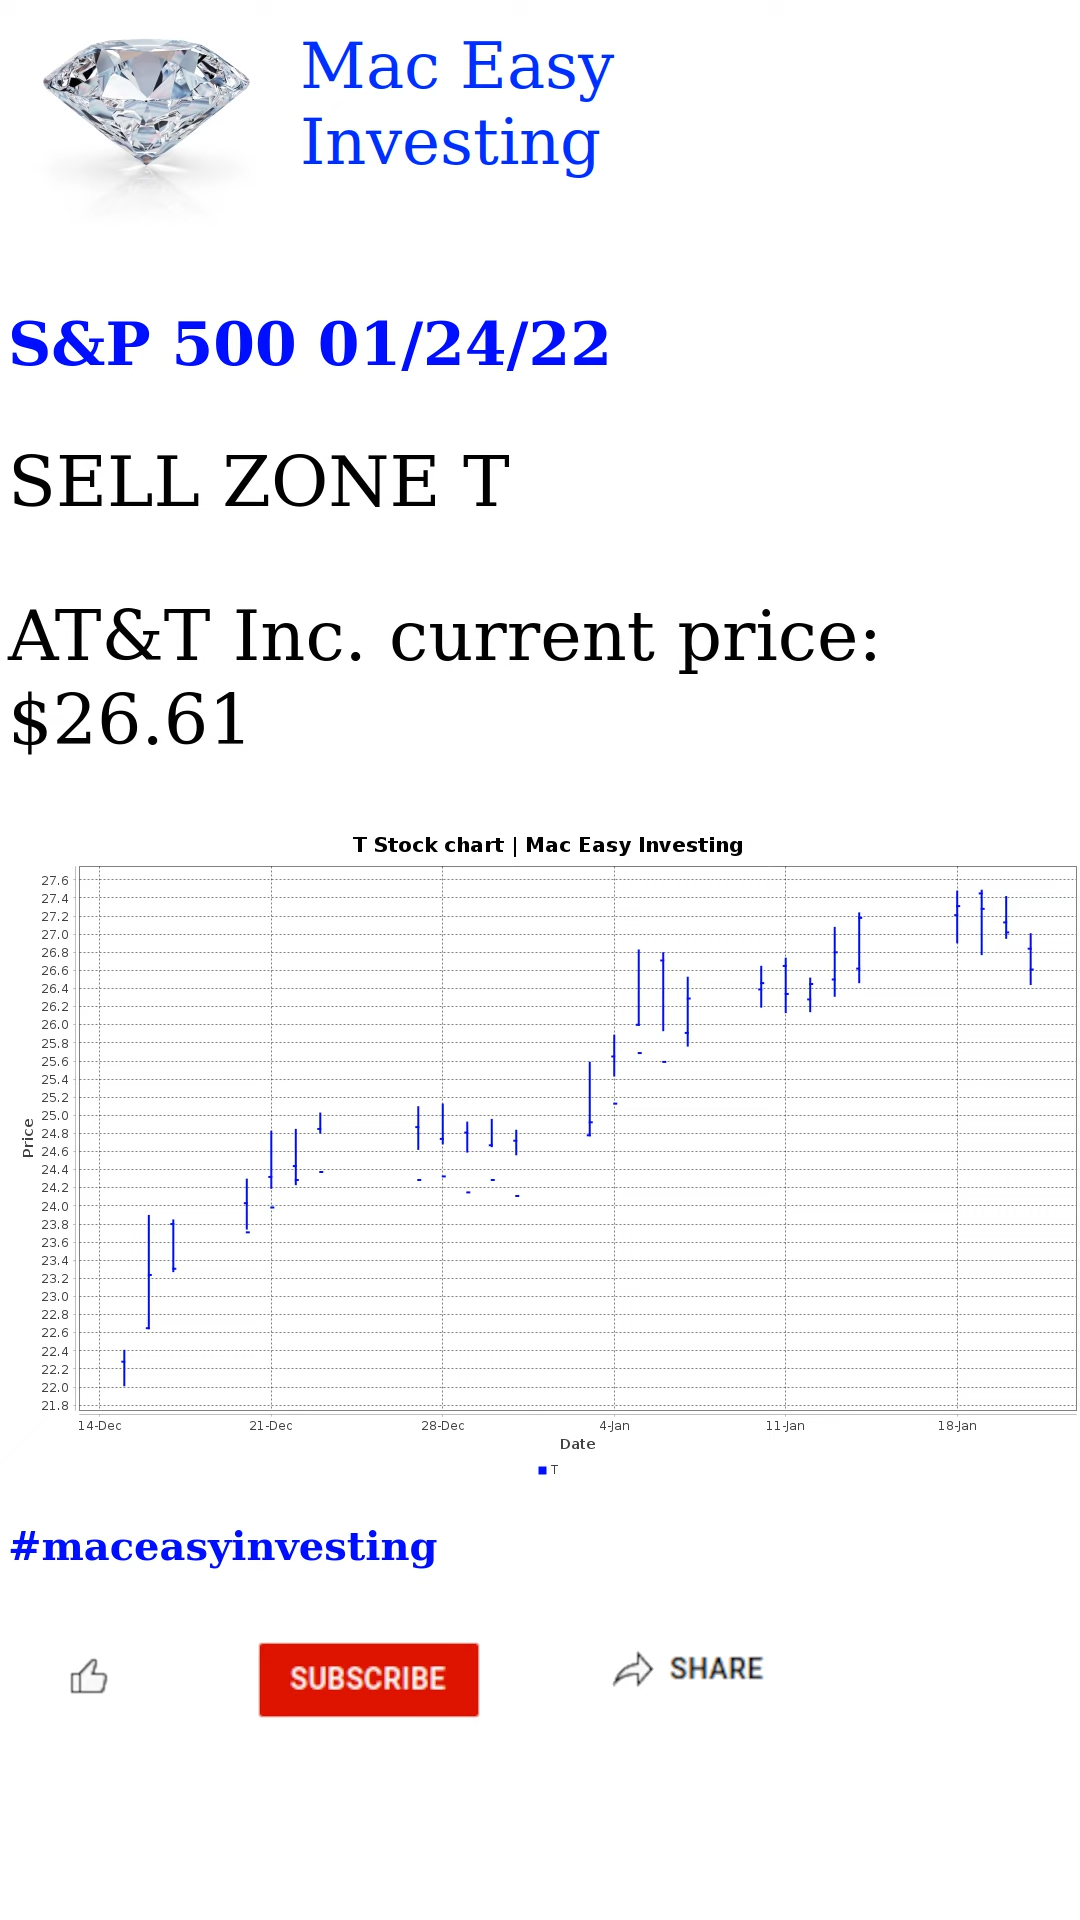 Mac Easy
Investing
S&P 500 01/24/22
SELL ZONE T
AT&T Inc. current price:
$26.61
T Stock chart | Mac Easy Investing
27.6
27.4
27.2
27.0
26.8
26.6
26.4
26.2
26.0
25.8
25.6
25.4
25.2
25.0
24.8
24.6
24.4
24.2
24.0
23.8
23.6
23.4
23.2
23.0
22.8
22.6
22.4
22.2
22.0
21.8
Price
14-Dec 21-Dec 28-Dec 4-Jan 11-Jan 18-Jan
Date
T
#maceasyinvesting
SUBSCRIBE SHARE